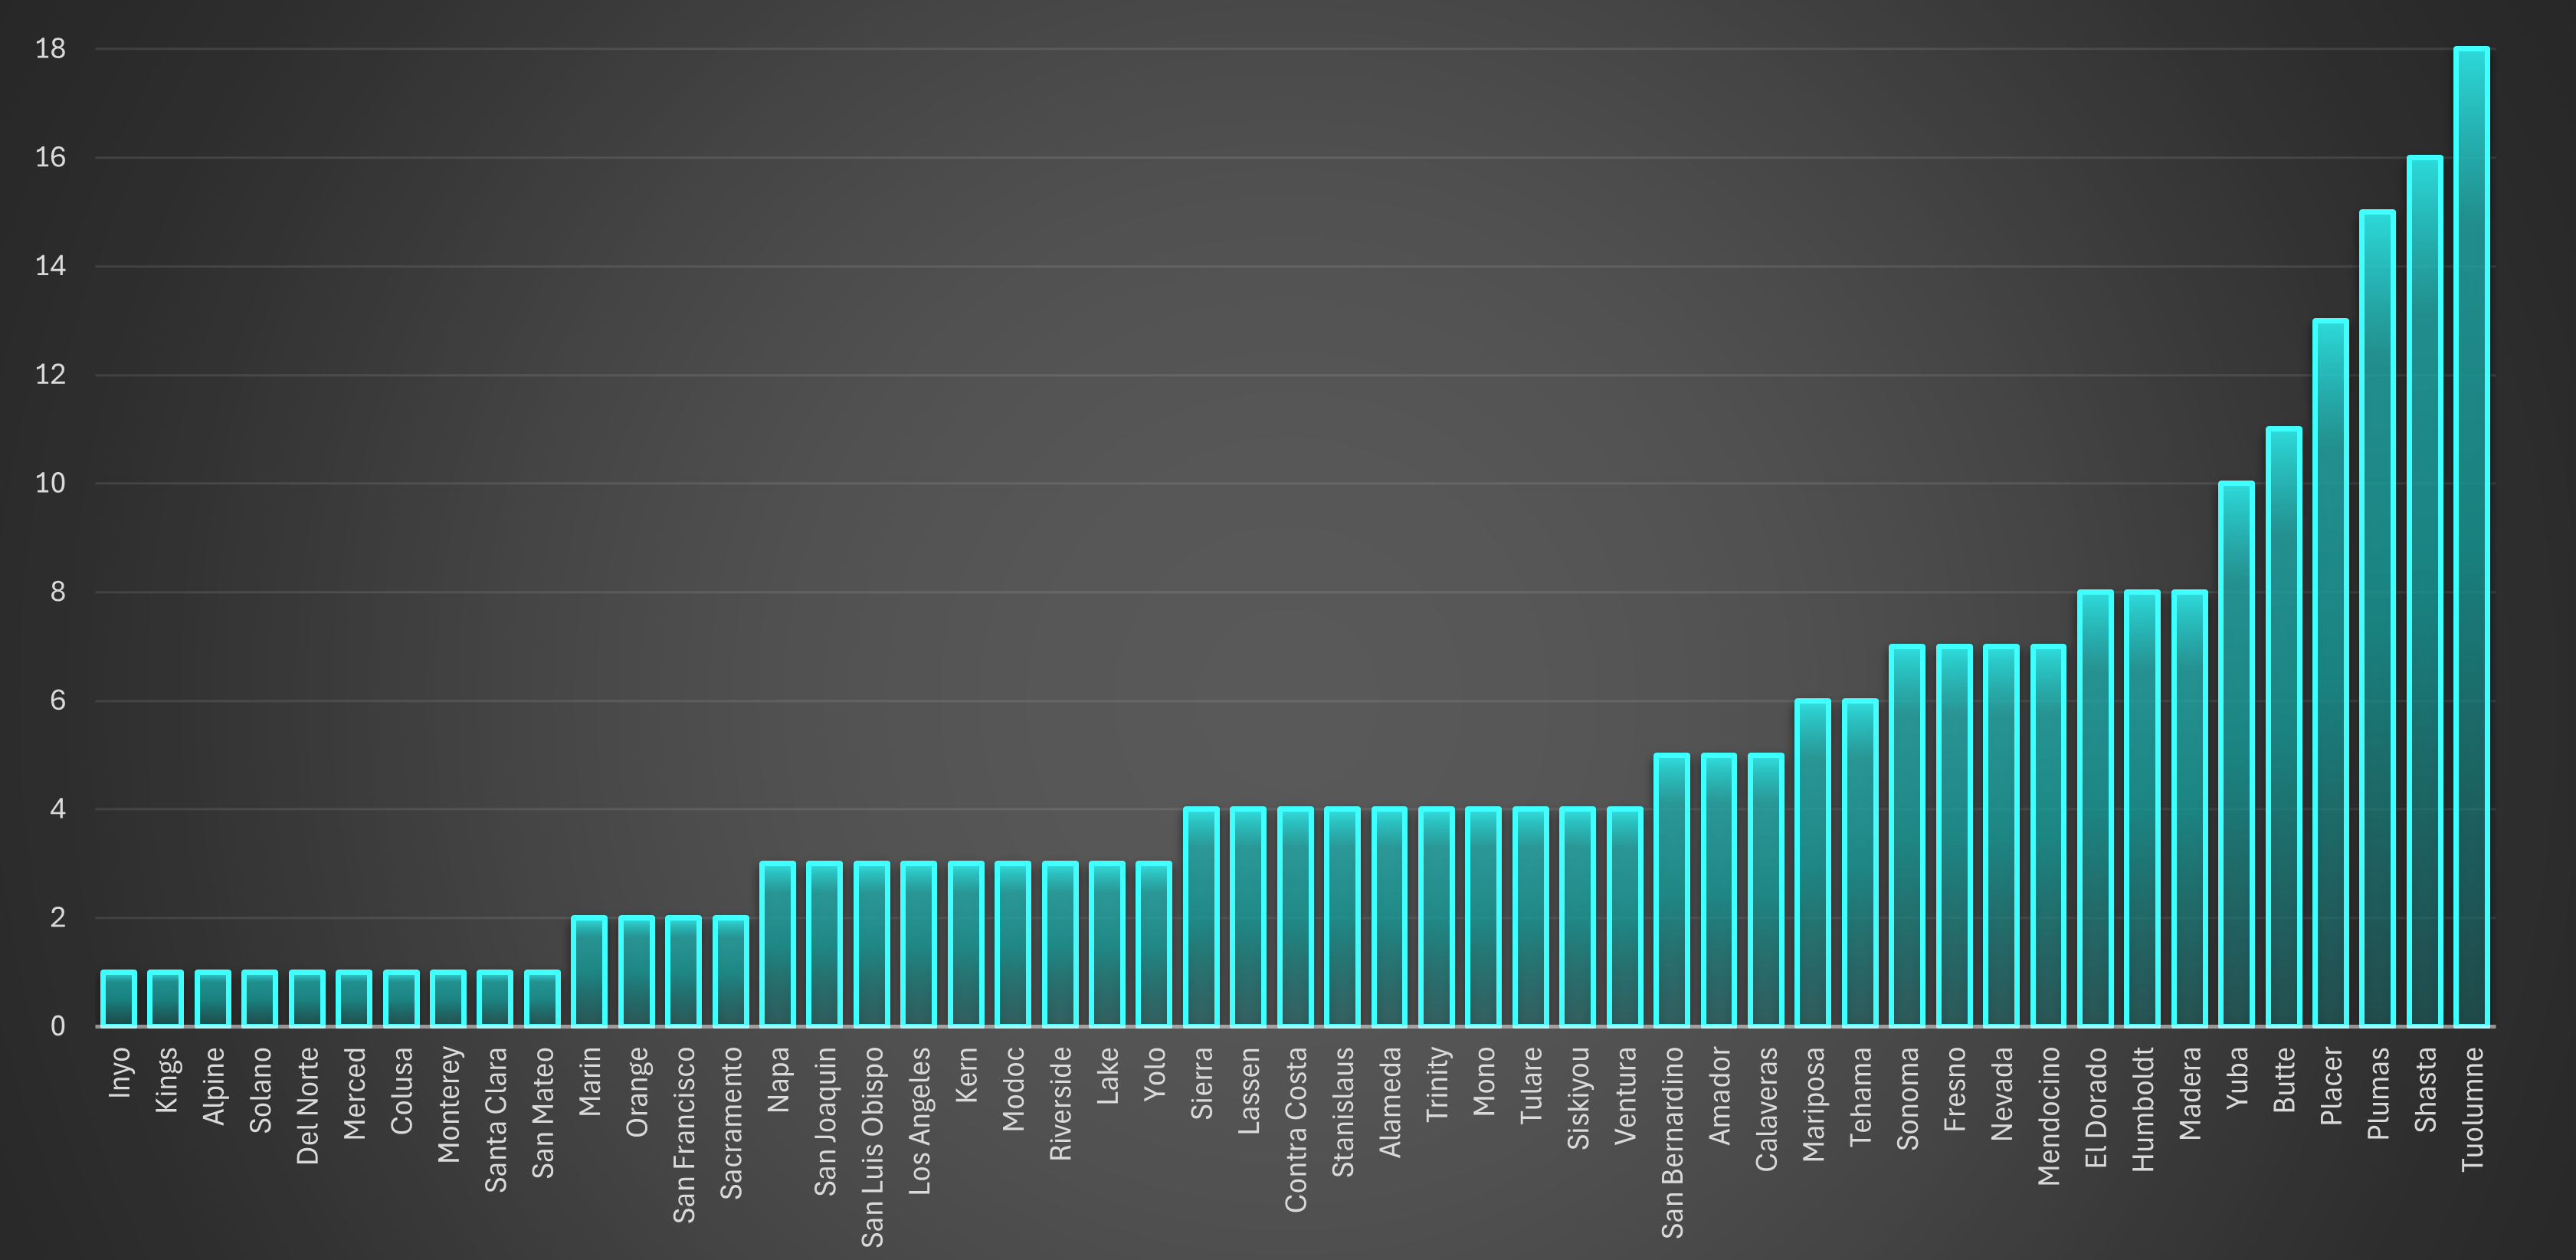 18
16
14
12
10
8
6
4
2
0
Inyo
Kings
Alpine
Solano
Del Norte
Merced
Colusa
Monterey
Santa Clara
San Mateo
Marin
Orange
San Francisco
Sacramento
Napa
San Joaquin
San Luis Obispo
Los Angeles
Kern
Modoc
Riverside
Lake
Yolo
Sierra
Lassen
Contra Costa
Stanislaus
Alameda
Trinity
Mono
Tulare
Siskiyou
Ventura
San Bernardino
Amador
Calaveras
Mariposa
Tehama
Sonoma
Fresno
Nevada
Mendocino
El Dorado
Humboldt
Madera
Yuba
Butte
Placer
Plumas
Shasta
Tuolumne